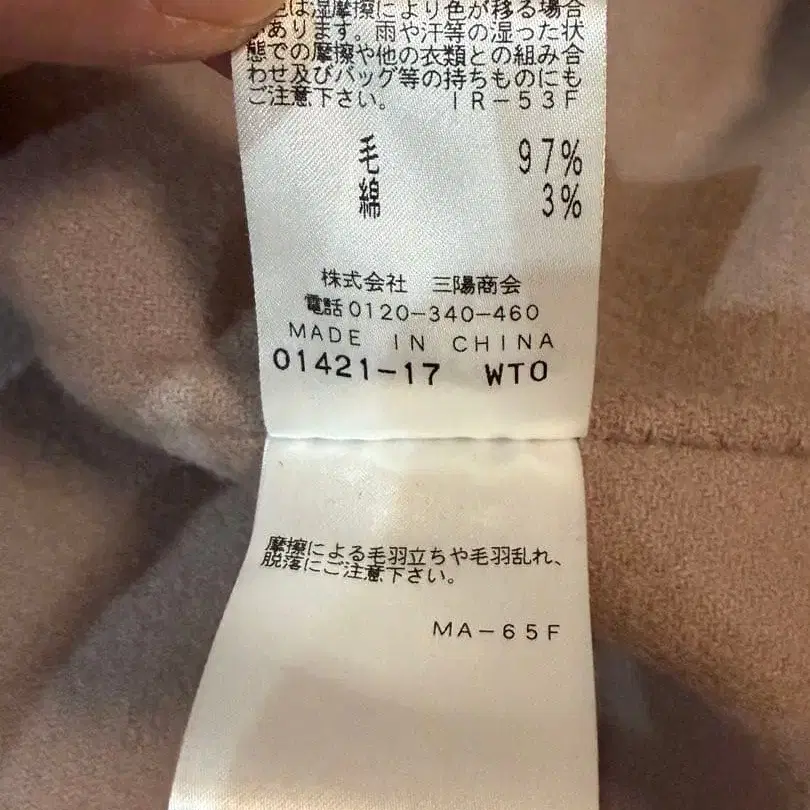 は湿摩擦により色が移る場合
があります。雨や汗等の湿った状
態での摩擦や他の衣類との組み合
わせ及びバッグ等の持ちものにも
ご注意下さい。 IR-53F
毛 97%
綿 3%
株式会社 三陽商会
電話0120-340-460
MADE IN CHINA
01421-17 WTO
摩擦による毛羽立ちや毛羽乱れ、
脱落にご注意下さい。
MA-65F